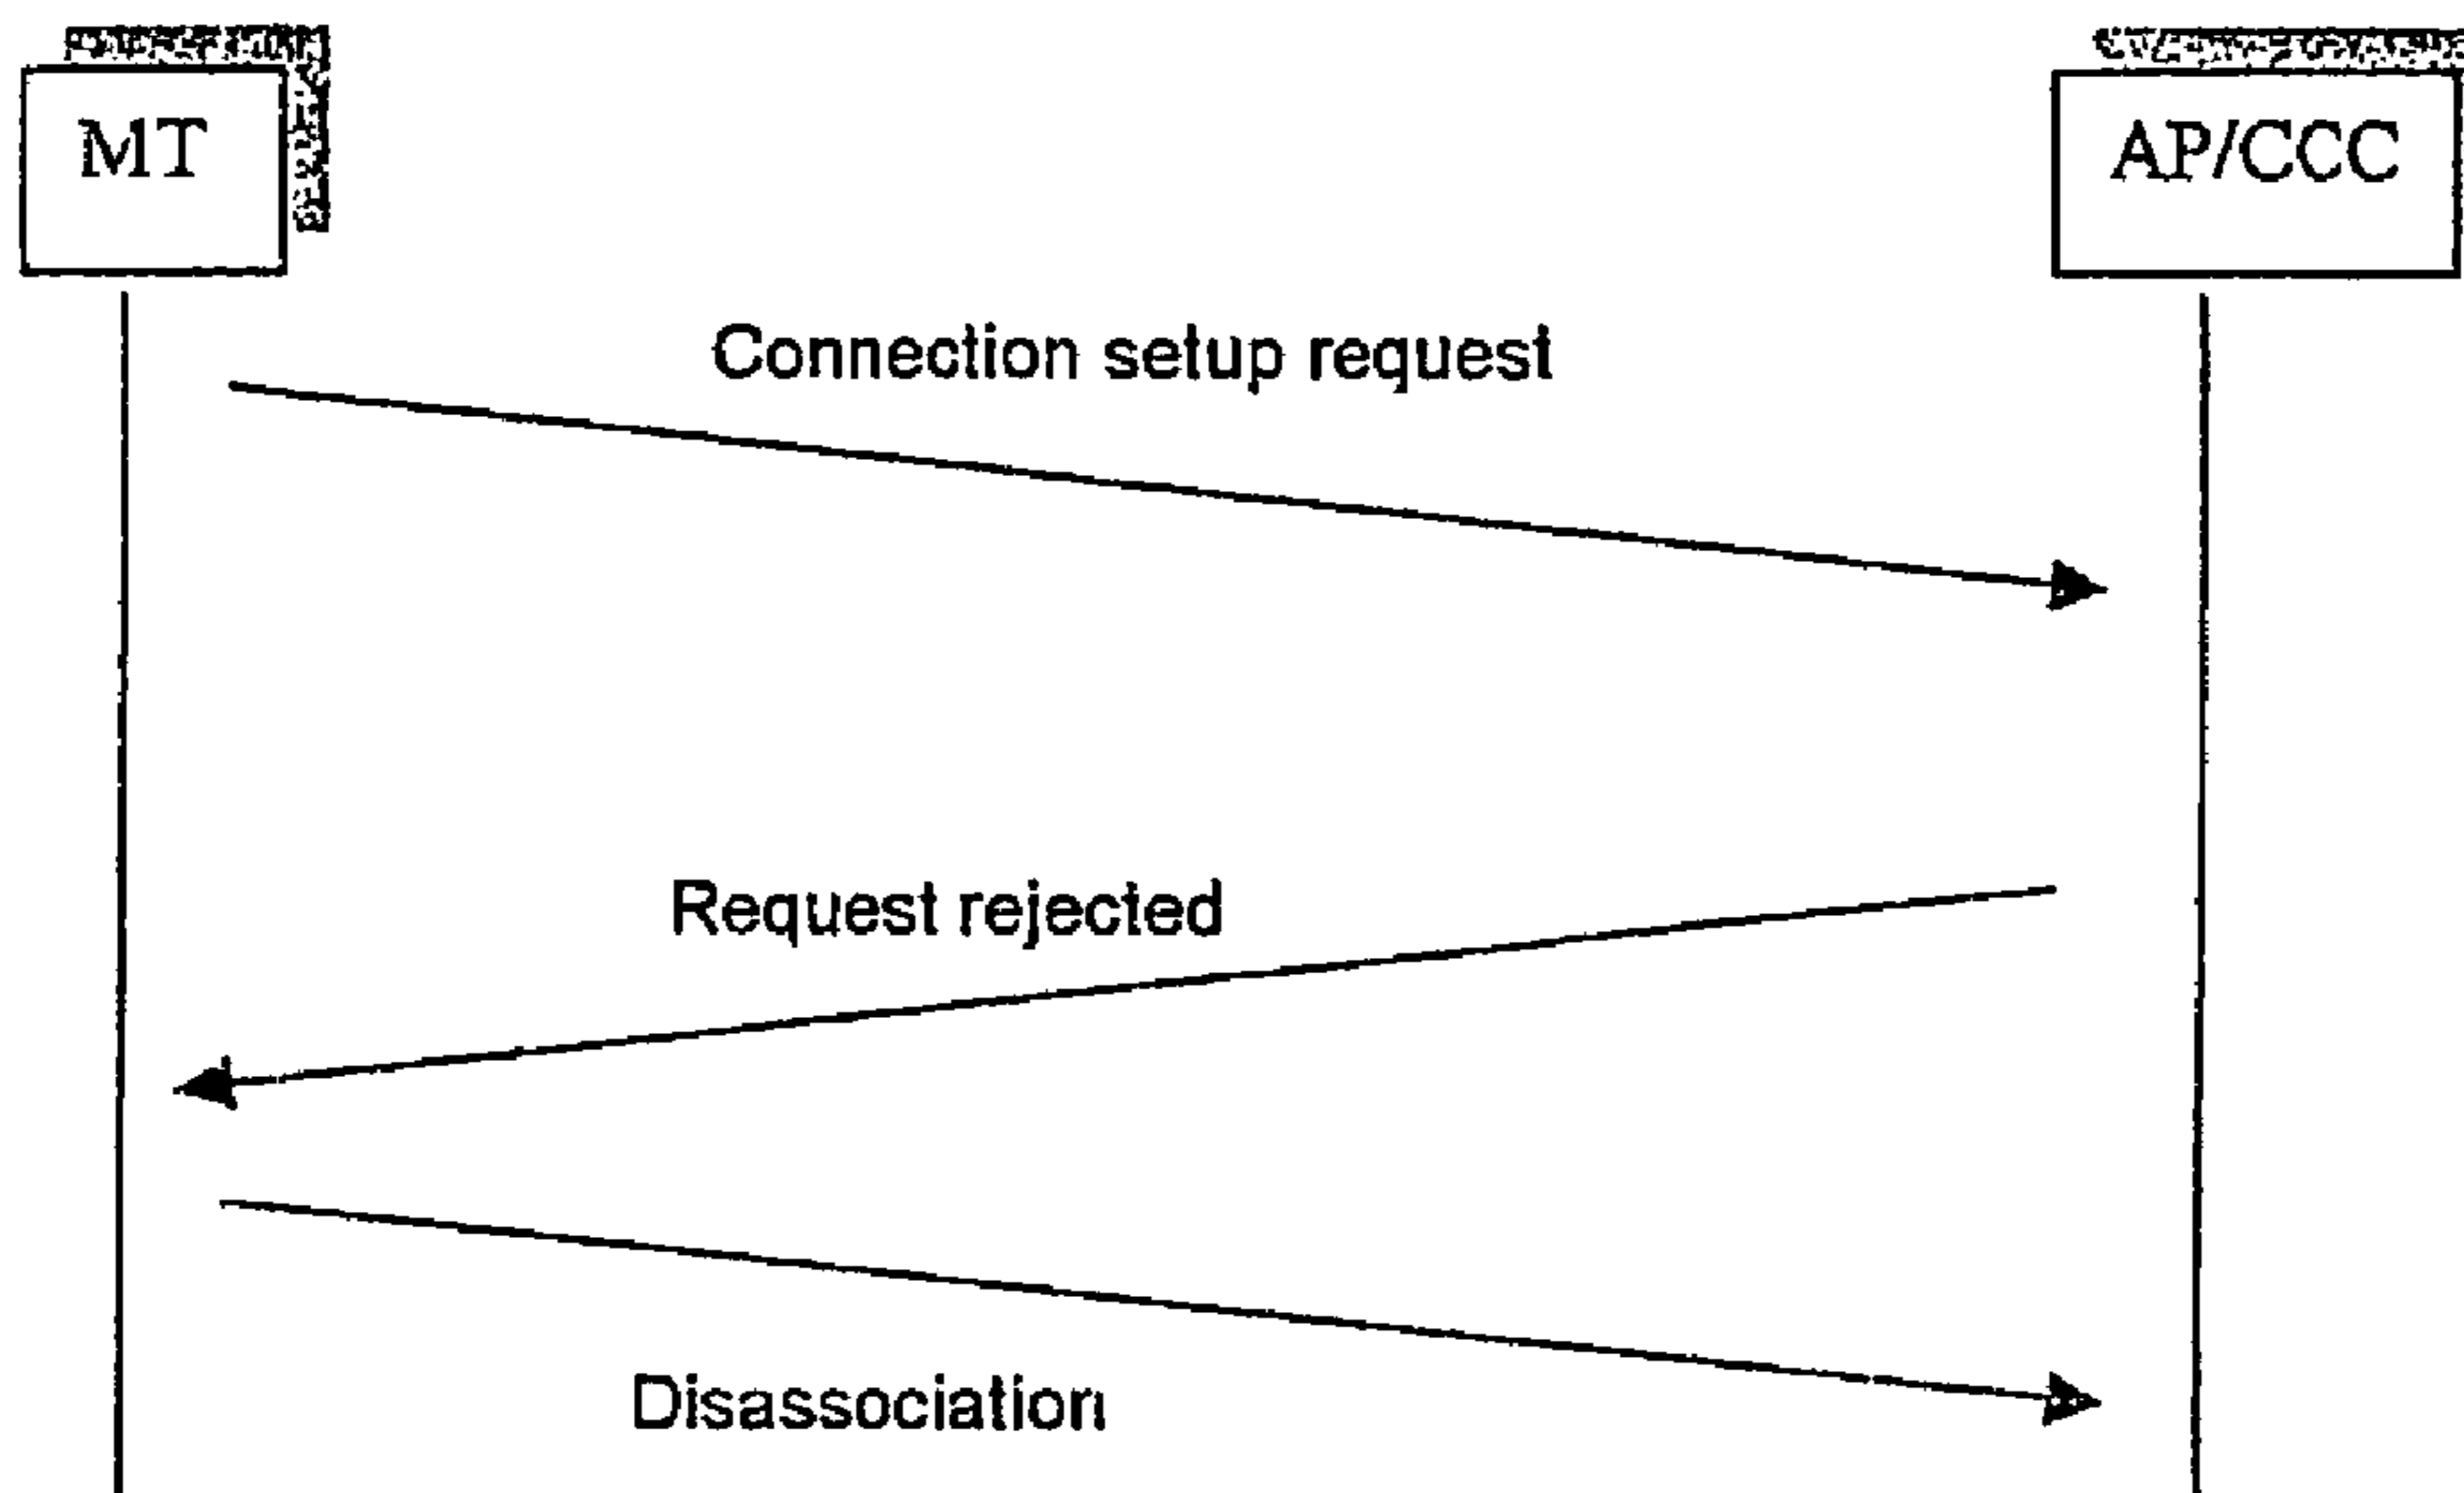 MT
AP/CCC
Connection setup request
Request rejected
Disassociation